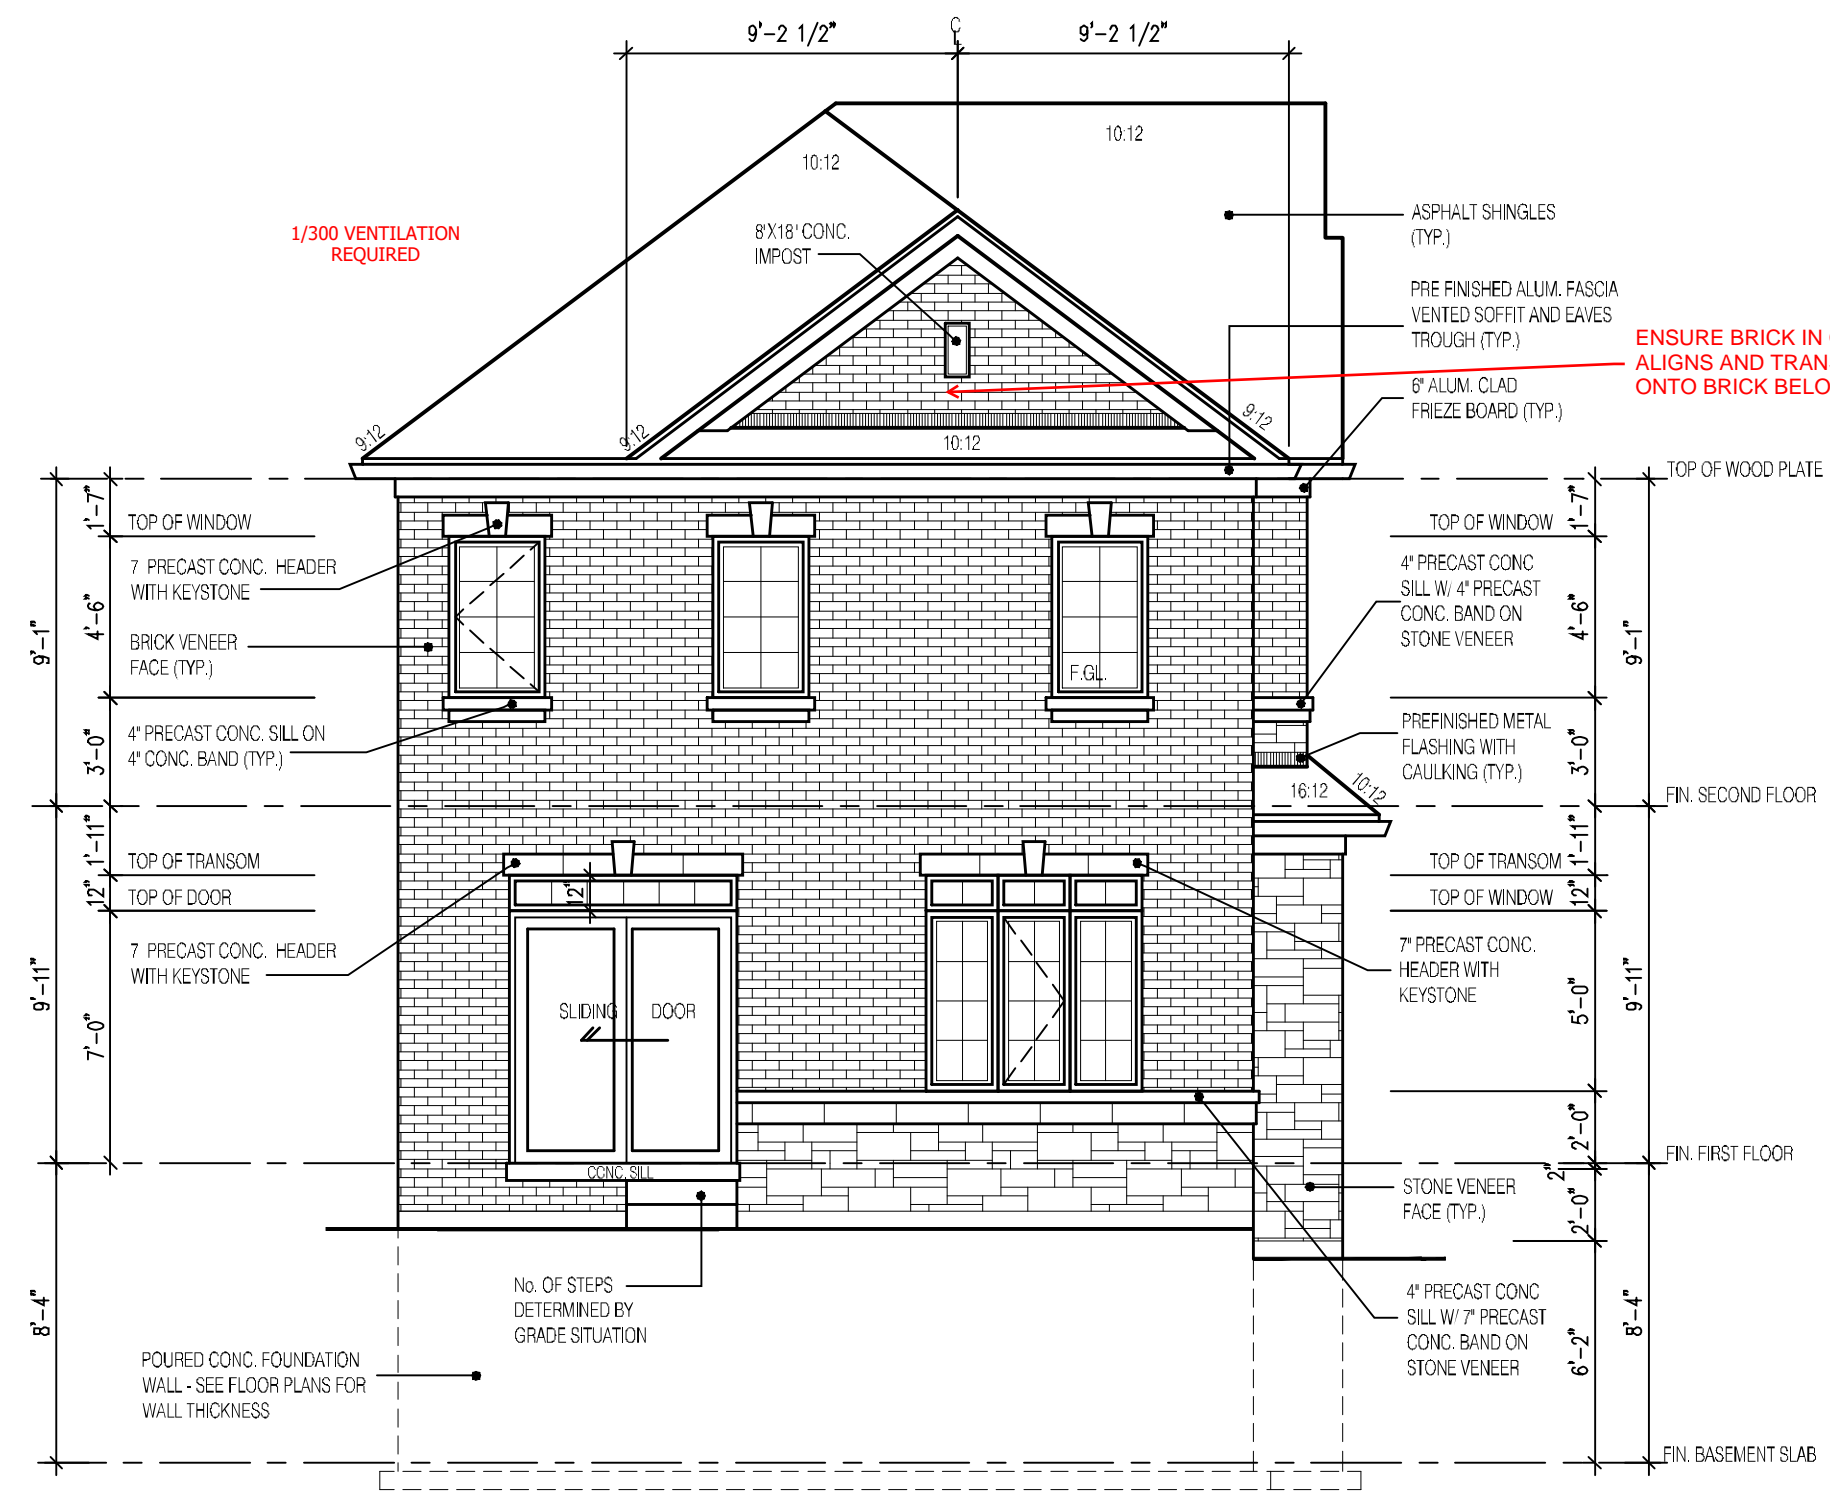 9'-2 1/2"
C
L
9'-2 1/2"
10:12
10:12
1/300 VENTILATION
REQUIRED
8"X18" CONC.
IMPOST
ASPHALT SHINGLES
(TYP.)
PRE FINISHED ALUM. FASCIA
VENTED SOFFIT AND EAVES
TROUGH (TYP.)
ENSURE BRICK IN
ALIGNS AND TRAN
ONTO BRICK BELO
6" ALUM. CLAD
FRIEZE BOARD (TYP.)
9:12
9:12
10:12
9:12
TOP OF WOOD PLATE
1'-7"
TOP OF WINDOW
TOP OF WINDOW
1'-7"
7 PRECAST CONC. HEADER
WITH KEYSTONE
4" PRECAST CONC
SILL W/ 4" PRECAST
CONC. BAND ON
STONE VENEER
9'-1"
4'-6"
BRICK VENEER
FACE (TYP.)
F.GL.
4'-6"
9'-1"
3'-0"
4" PRECAST CONC. SILL ON
4" CONC. BAND (TYP.)
PREFINISHED METAL
FLASHING WITH
CAULKING (TYP.)
3'-0"
16:12
10:12
FIN. SECOND FLOOR
1'-11"
TOP OF TRANSOM
TOP OF TRANSOM
1'-11"
12"
TOP OF DOOR
12"
TOP OF WINDOW
12"
7 PRECAST CONC. HEADER
WITH KEYSTONE
7" PRECAST CONC.
HEADER WITH
KEYSTONE
9'-11"
7'-0"
SLIDING DOOR
5'-0"
9'-11"
2'-0"
FIN. FIRST FLOOR
CONC. SILL
2"
STONE VENEER
FACE (TYP.)
2'-0"
No. OF STEPS
DETERMINED BY
GRADE SITUATION
4" PRECAST CONC
SILL W/ 7" PRECAST
CONC. BAND ON
STONE VENEER
8'-4"
6'-2"
8'-4"
POURED CONC. FOUNDATION
WALL - SEE FLOOR PLANS FOR
WALL THICKNESS
FIN. BASEMENT SLAB